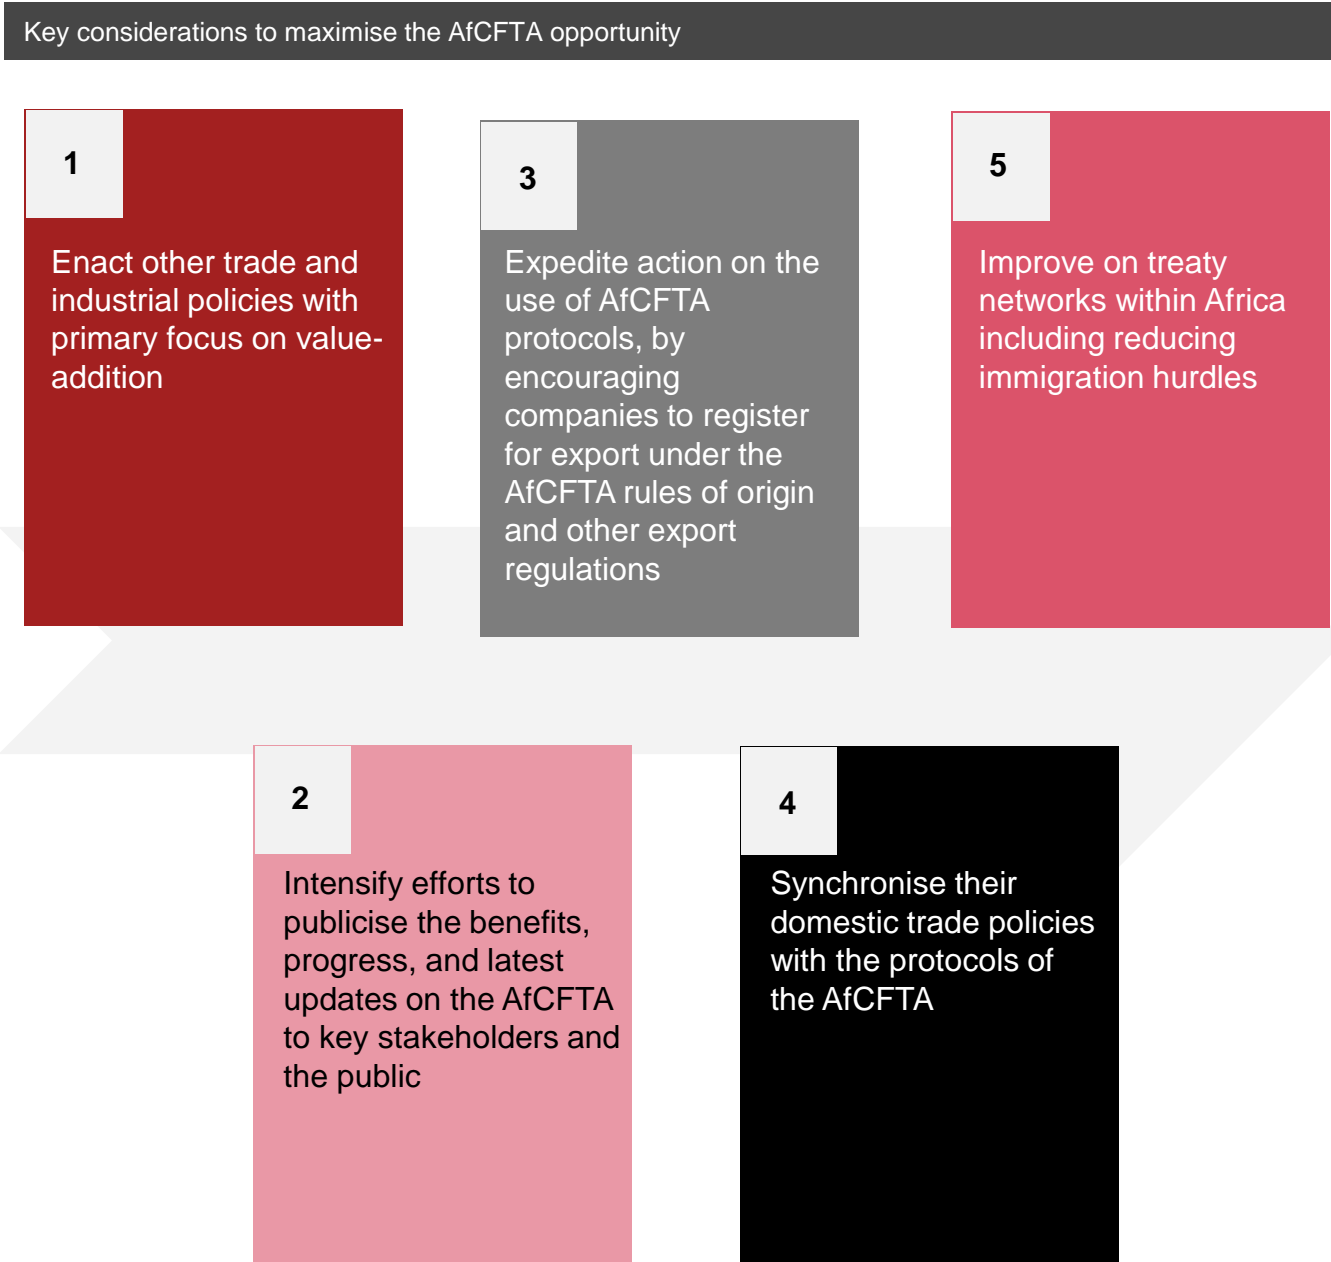 Key considerations to maximise the AfCFTA opportunity
1
Enact other trade and
industrial policies with
primary focus on value-
addition
2
Intensify efforts to
publicise the benefits,
progress, and latest
updates on the AfCFTA
to key stakeholders and
the public
3
Expedite action on the
use of AfCFTA
protocols, by
encouraging
companies to register
for export under the
AfCFTA rules of origin
and other export
regulations
4
Synchronise their
domestic trade policies
with the protocols of
the AfCFTA
5
Improve on treaty
networks within Africa
including reducing
immigration hurdles